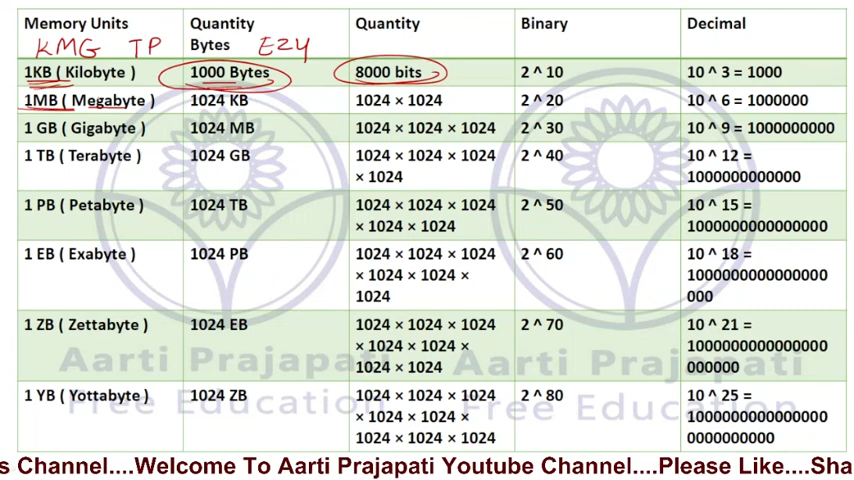 Memory Units Quantity Bytes Quantity Binary Decimal
KMG TP EZY
1KB ( Kilobyte ) 1000 Bytes 8000 bits 2 ^ 10 10 ^ 3 = 1000
1MB ( Megabyte ) 1024 KB 1024 × 1024 2 ^ 20 10 ^ 6 = 1000000
1 GB ( Gigabyte ) 1024 MB 1024 × 1024 × 1024 2 ^ 30 10 ^ 9 = 1000000000
1 TB ( Terabyte ) 1024 GB 1024 × 1024 × 1024 2 ^ 40 10 ^ 12 =
× 1024 1000000000000
1 PB ( Petabyte ) 1024 TB 1024 × 1024 × 1024 2 ^ 50 10 ^ 15 =
× 1024 × 1024 1000000000000000
1 EB ( Exabyte ) 1024 PB 1024 × 1024 × 1024 2 ^ 60 10 ^ 18 =
× 1024 × 1024 × 1000000000000000
1024 000
1 ZB ( Zettabyte ) 1024 EB 1024 × 1024 × 1024 2 ^ 70 10 ^ 21 =
× 1024 × 1024 × 1000000000000000
1024 × 1024 000000
1 YB ( Yottabyte ) 1024 ZB 1024 × 1024 × 1024 2 ^ 80 10 ^ 25 =
× 1024 × 1024 × 1000000000000000
1024 × 1024 × 1024 0000000000
Aarti Prajapati Aarti Prajapati
Free Education Free Education
s Channel....Welcome To Aarti Prajapati Youtube Channel....Please Like....Sha